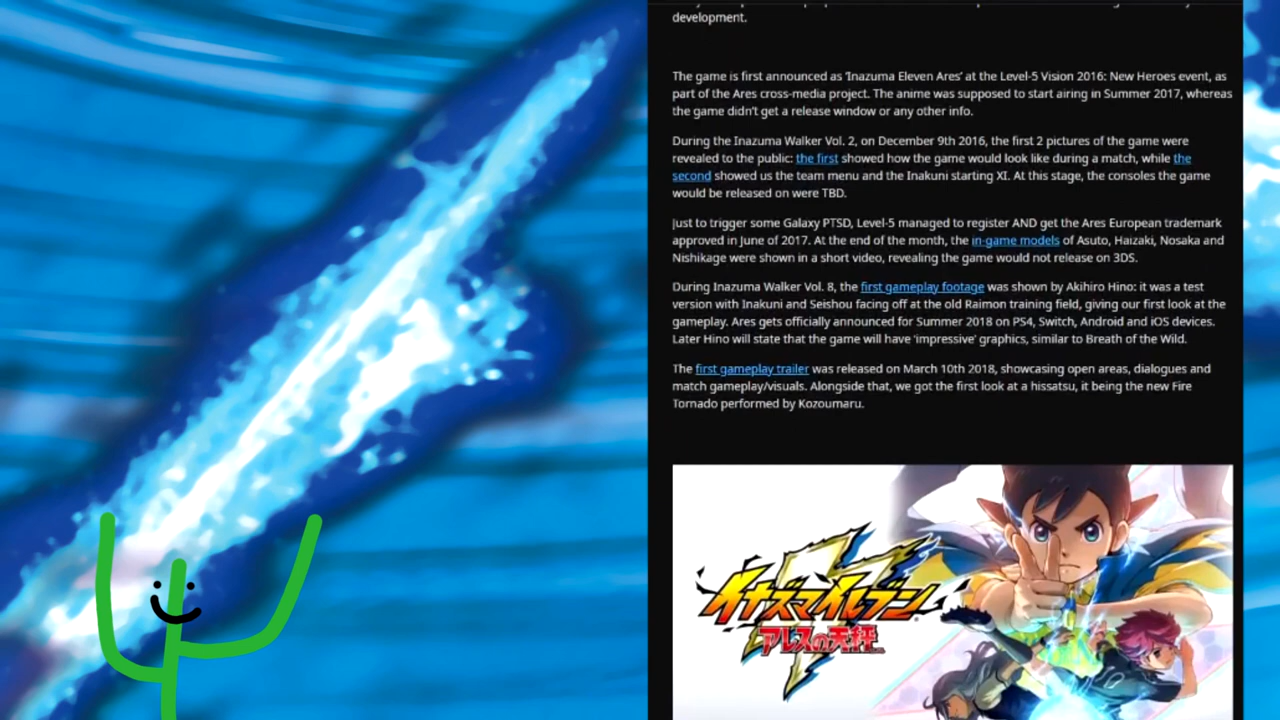 development.
The game is first announced as 'Inazuma Eleven Ares' at the Level-5 Vision 2016: New Heroes event, as
part of the Ares cross-media project. The anime was supposed to start airing in Summer 2017, whereas
the game didn't get a release window or any other info.
During the Inazuma Walker Vol. 2, on December 9th 2016, the first 2 pictures of the game were
revealed to the public: the first showed how the game would look like during a match, while the
second showed us the team menu and the Inakuni starting XI. At this stage, the consoles the game
would be released on were TBD.
Just to trigger some Galaxy PTSD, Level-5 managed to register AND get the Ares European trademark
approved in June of 2017. At the end of the month, the in-game models of Asuto, Haizaki, Nosaka and
Nishikage were shown in a short video, revealing the game would not release on 3DS.
During Inazuma Walker Vol. 8, the first gameplay footage was shown by Akihiro Hino: it was a test
version with Inakuni and Seishou facing off at the old Raimon training field, giving our first look at the
gameplay. Ares gets officially announced for Summer 2018 on PS4, Switch, Android and iOS devices.
Later Hino will state that the game will have 'impressive' graphics, similar to Breath of the Wild.
The first gameplay trailer was released on March 10th 2018, showcasing open areas, dialogues and
match gameplay/visuals. Alongside that, we got the first look at a hissatsu, it being the new Fire
Tornado performed by Kozoumaru.
イナズマイレブン
アレスの天秤